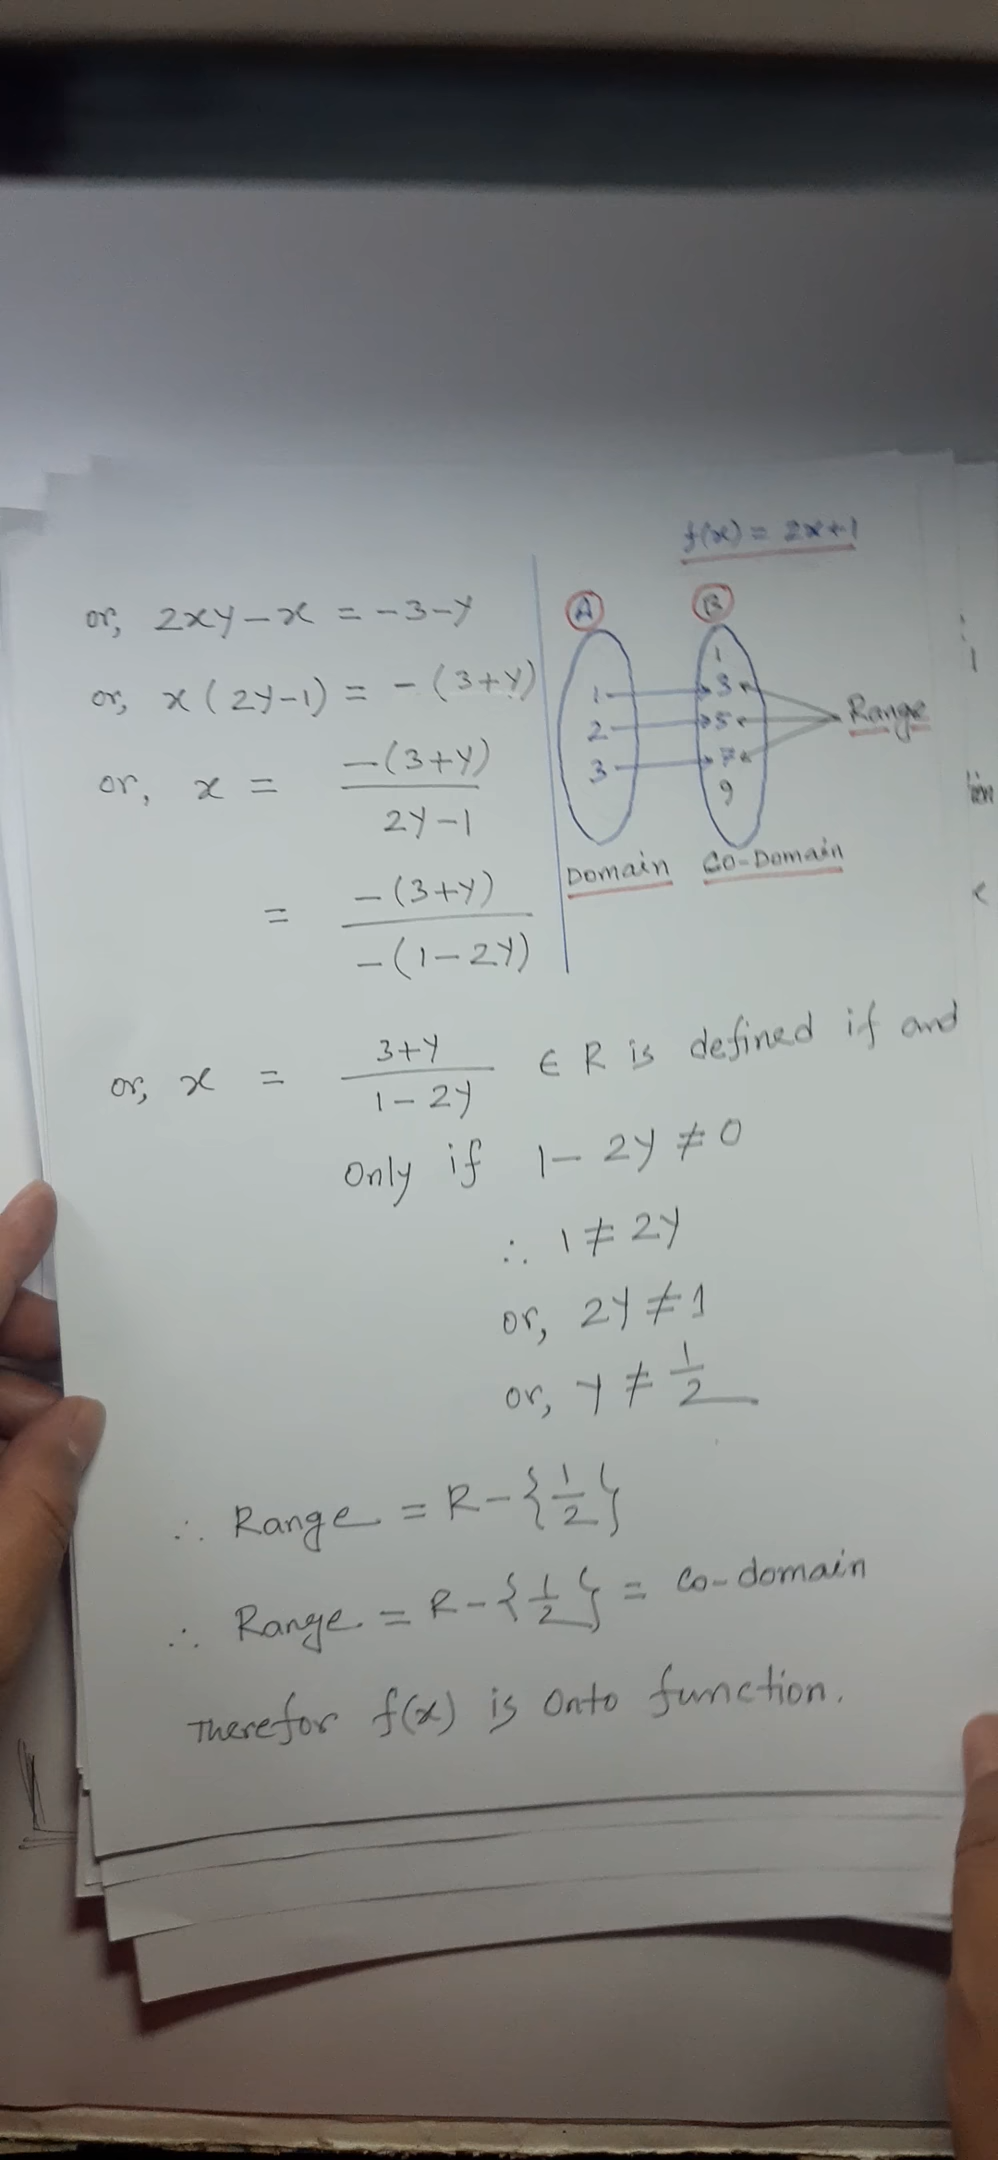 f(x) = 2x+1
or, 2xy-x = -3-y
or, x(2y-1) = -(3+y)
or, x = -(3+y) / 2y-1
= -(3+y) / -(1-2y)
A B
1 2 3
1 3 5 7 9
Range
Domain Co-Domain
or, x = 3+y / 1-2y ∈ R is defined if and
only if 1-2y ≠ 0
∴ 1 ≠ 2y
or, 2y ≠ 1
or, y ≠ 1/2
∴ Range = R-{1/2}
∴ Range = R-{1/2} = co-domain
Therefor f(x) is onto function.